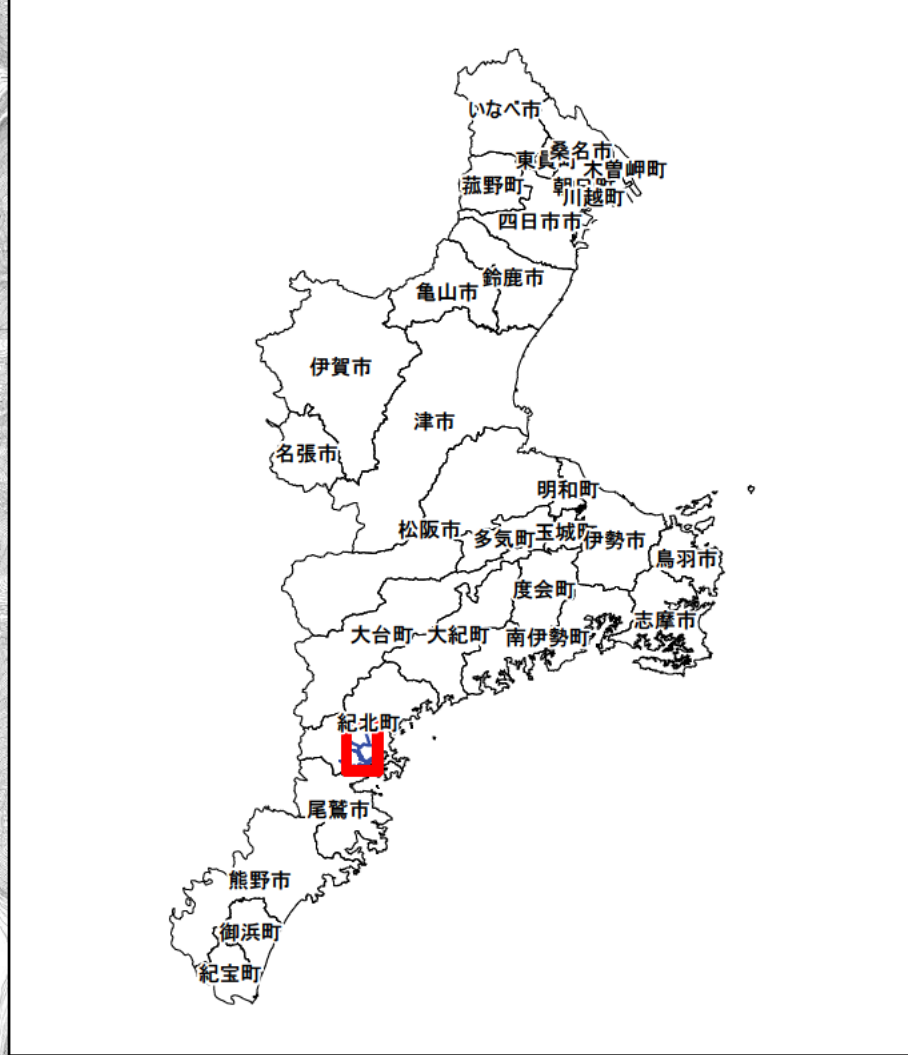 いなべ市
桑名市
東員町
木曽岬町
菰野町
朝日町
川越町
四日市市
鈴鹿市
亀山市
伊賀市
津市
名張市
明和町
松阪市
多気町
玉城町
伊勢市
鳥羽市
度会町
志摩市
大台町
大紀町
南伊勢町
紀北町
尾鷲市
熊野市
御浜町
紀宝町